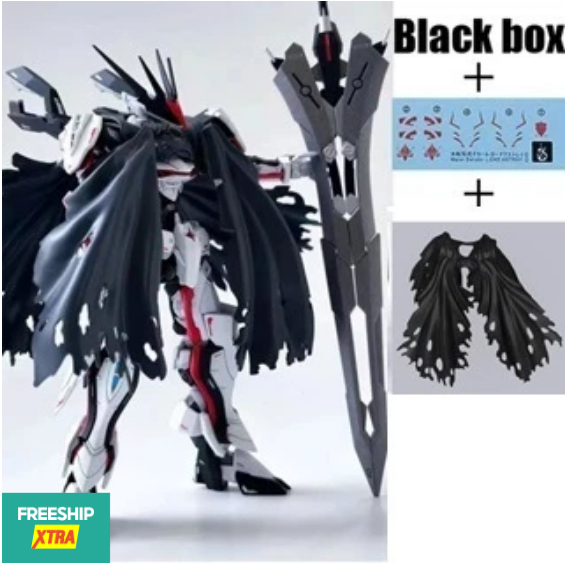 Black box
+
+
FREESHIP
XTRA